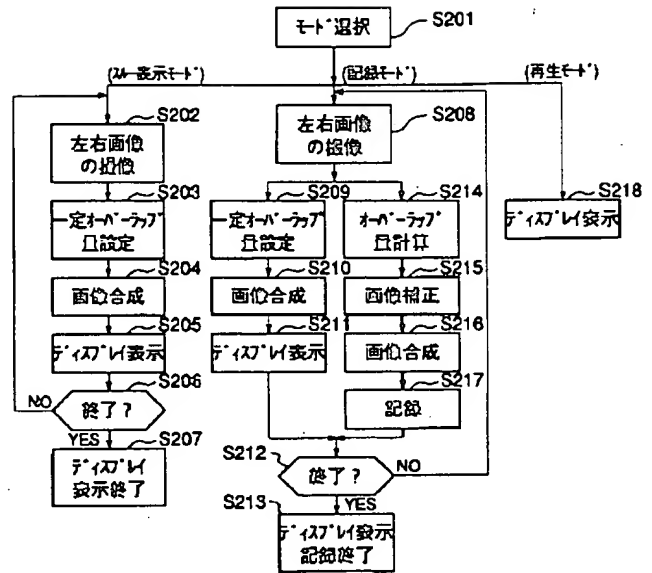 モード選択
S201
(スルー表示モード)
(記録モード)
(再生モード)
S202
左右画像
の撮像
S203
一定オーバーラップ
量設定
S204
画像合成
S205
ディスプレイ表示
S206
終了?
NO
YES
S207
ディスプレイ
表示終了
S208
左右画像
の撮像
S209
一定オーバーラップ
量設定
S210
画像合成
S211
ディスプレイ表示
S214
オーバーラップ
量計算
S215
画像補正
S216
画像合成
S217
記録
S212
終了?
NO
YES
S213
ディスプレイ表示
記録終了
S218
ディスプレイ表示